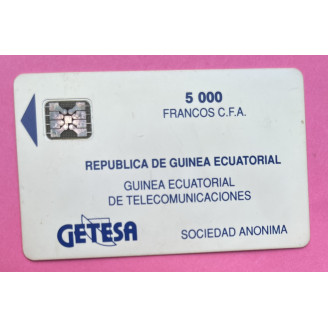 5 000
FRANCOS C.F.A.
REPUBLICA DE GUINEA ECUATORIAL
GUINEA ECUATORIAL
DE TELECOMUNICACIONES
GETESA
SOCIEDAD ANONIMA